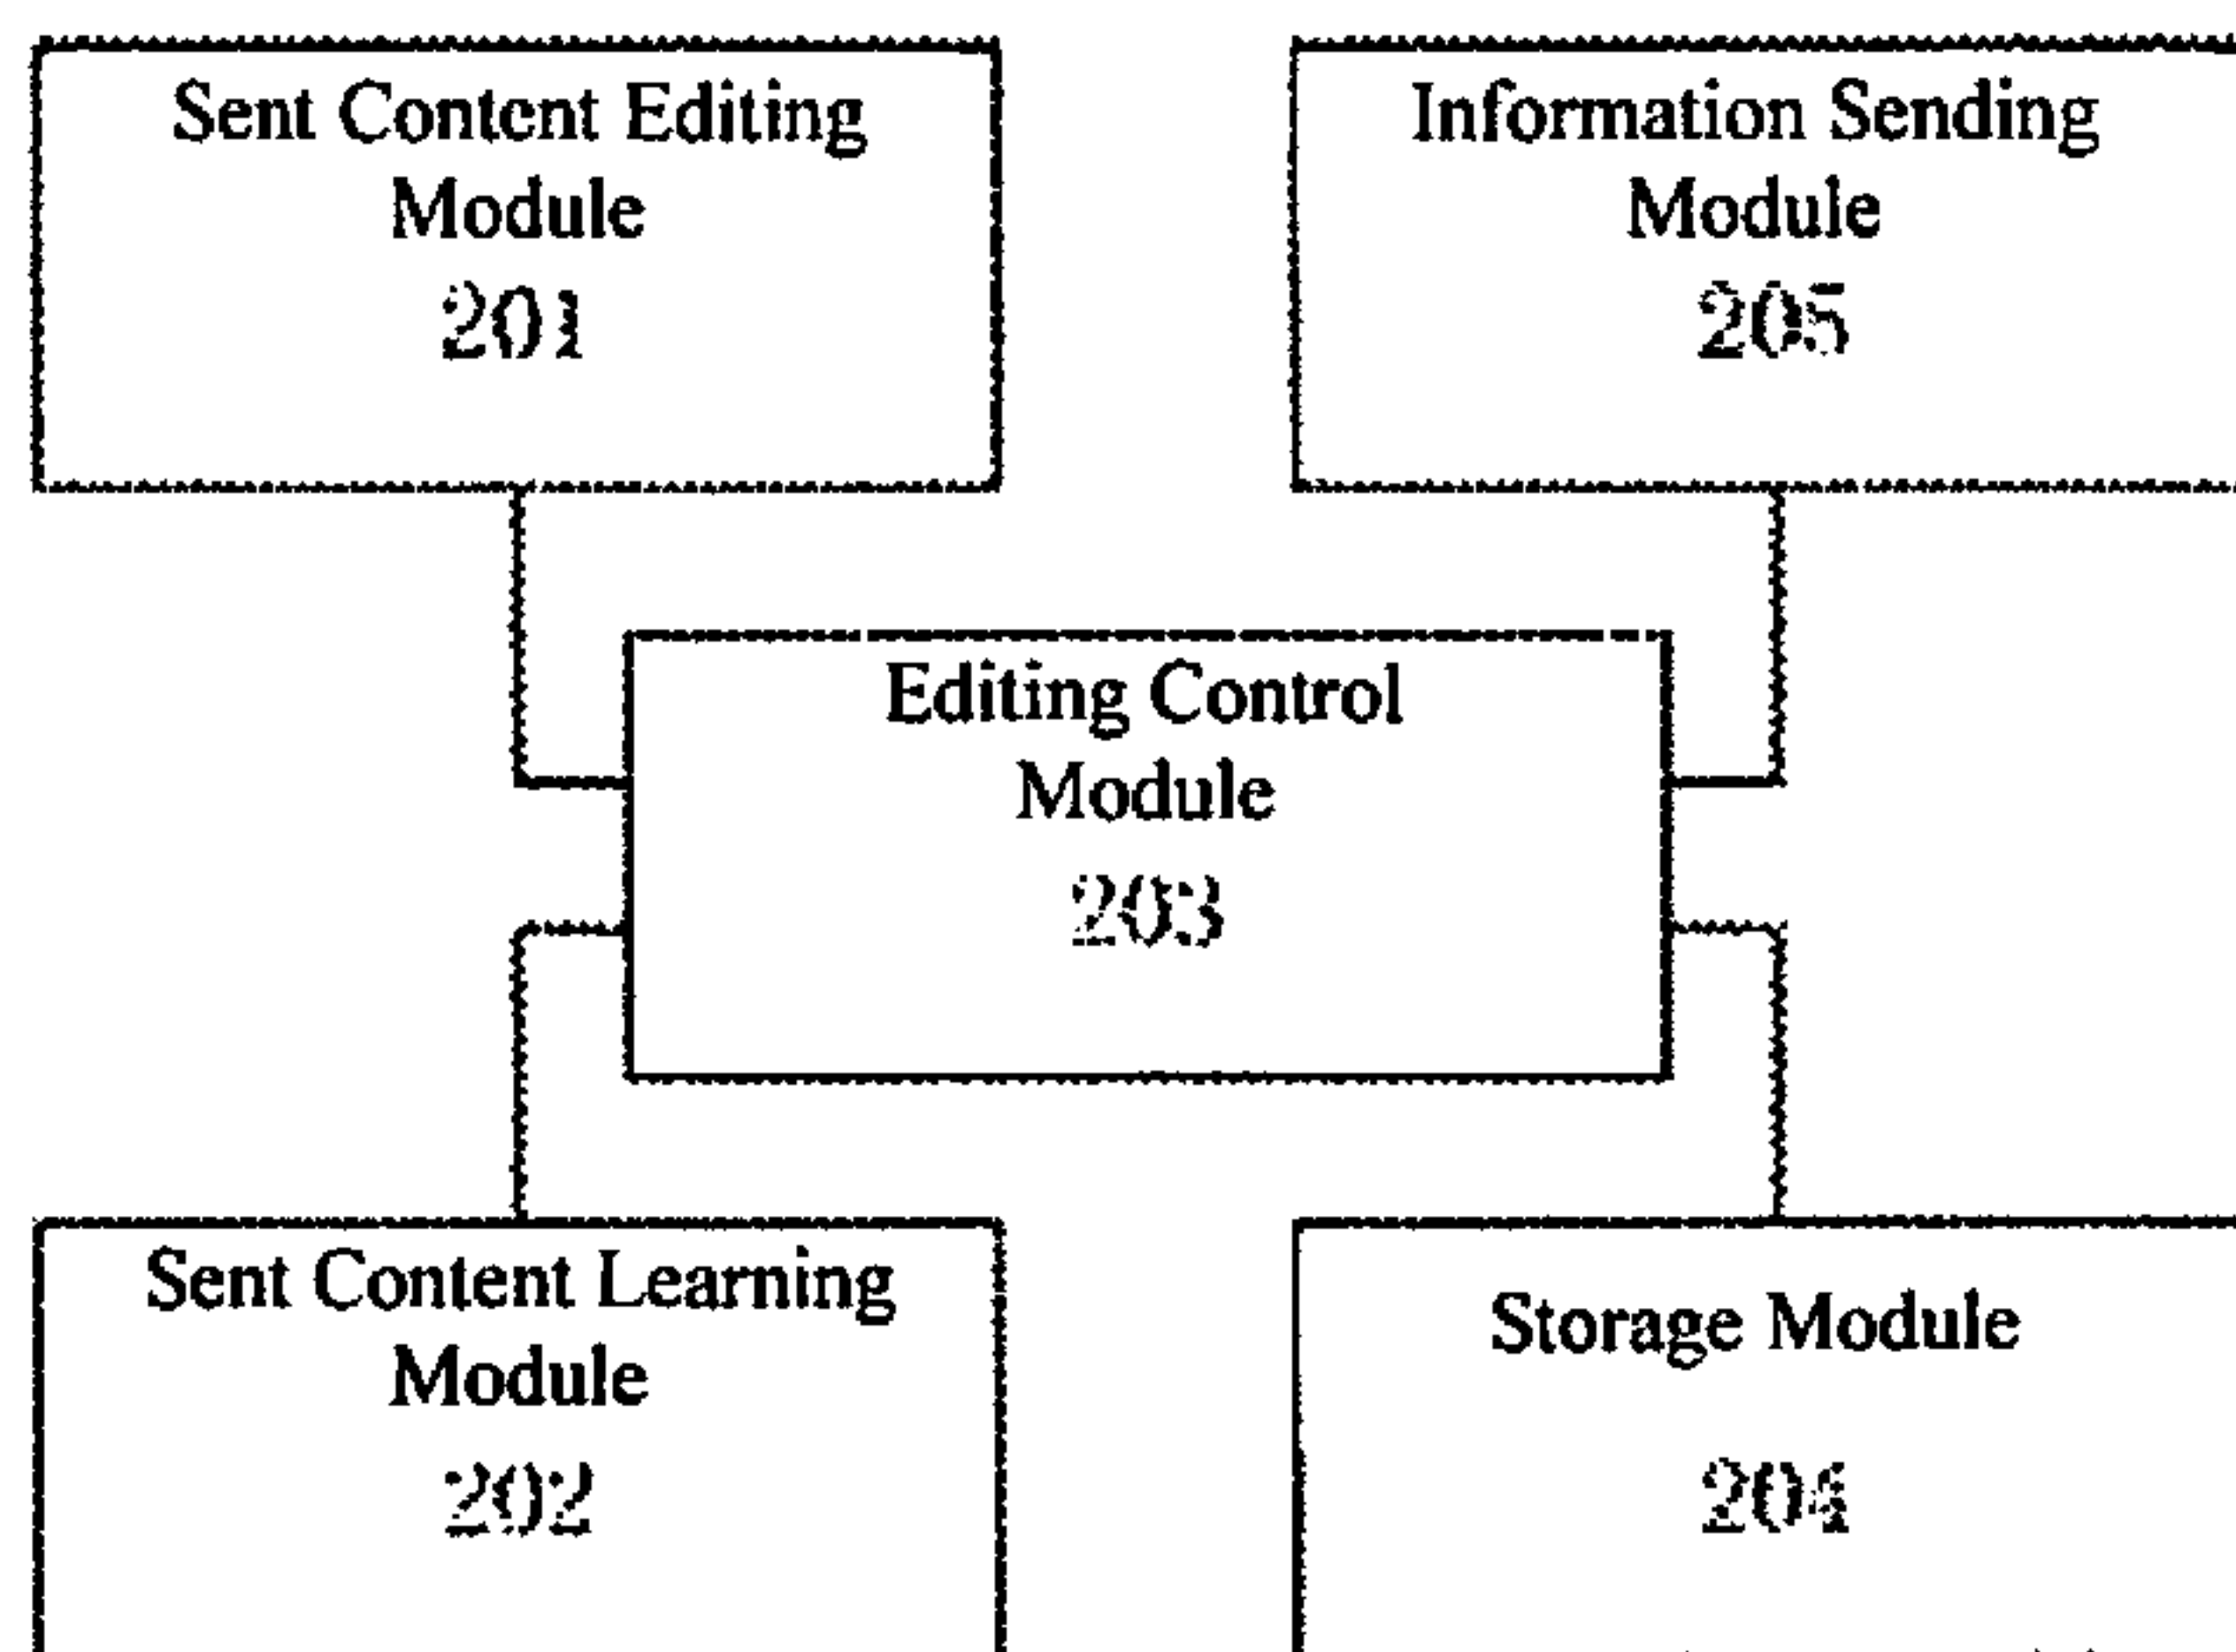 Sent Content Editing
Module
201
Information Sending
Module
205
Editing Control
Module
203
Sent Content Learning
Module
202
Storage Module
204